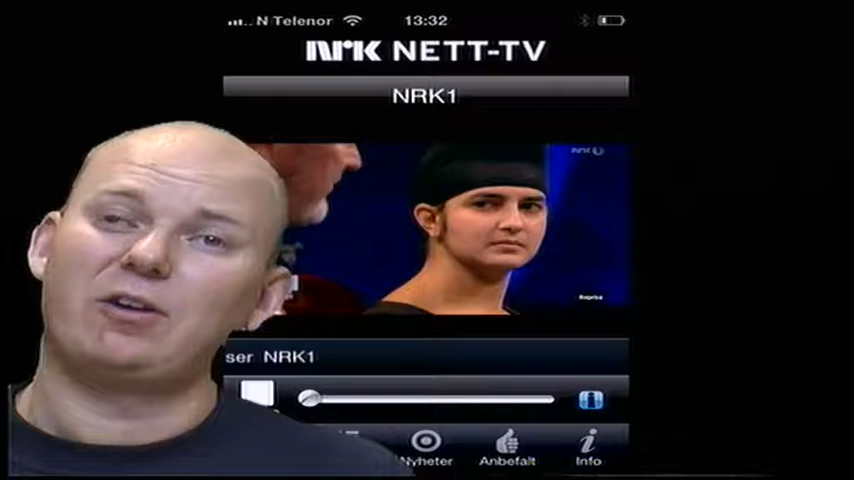 N Telenor 13:32
NRK NETT-TV
NRK1
NRK
Reprise
ser NRK1
Nyheter Anbefalt Info